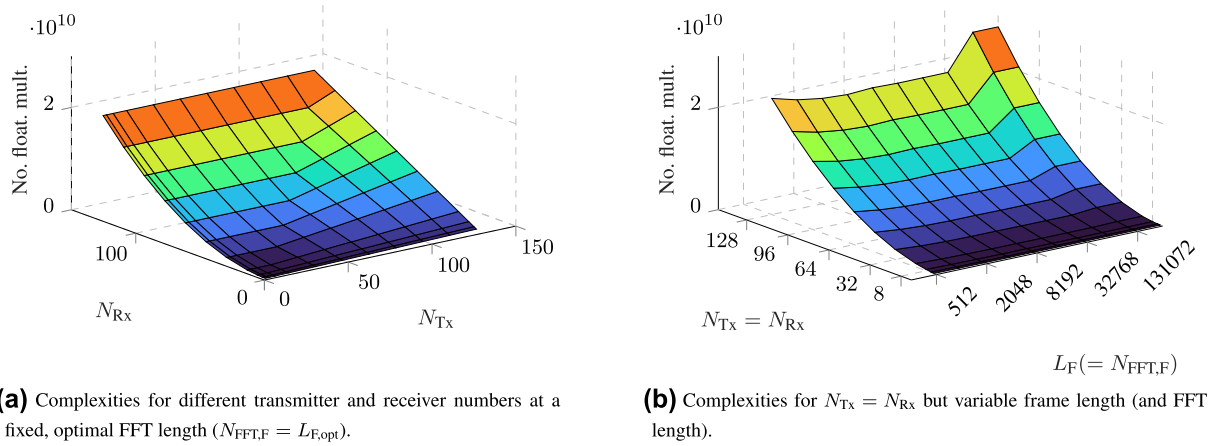 ·10^10
No. float. mult.
2
0
100
0
N_Rx
0
50
100
150
N_Tx
(a) Complexities for different transmitter and receiver numbers at a
fixed, optimal FFT length (N_FFT,F = L_F,opt).
·10^10
No. float. mult.
2
0
128
96
64
32
8
N_Tx = N_Rx
512
2048
8192
32768
131072
L_F(= N_FFT,F)
(b) Complexities for N_Tx = N_Rx but variable frame length (and FFT
length).